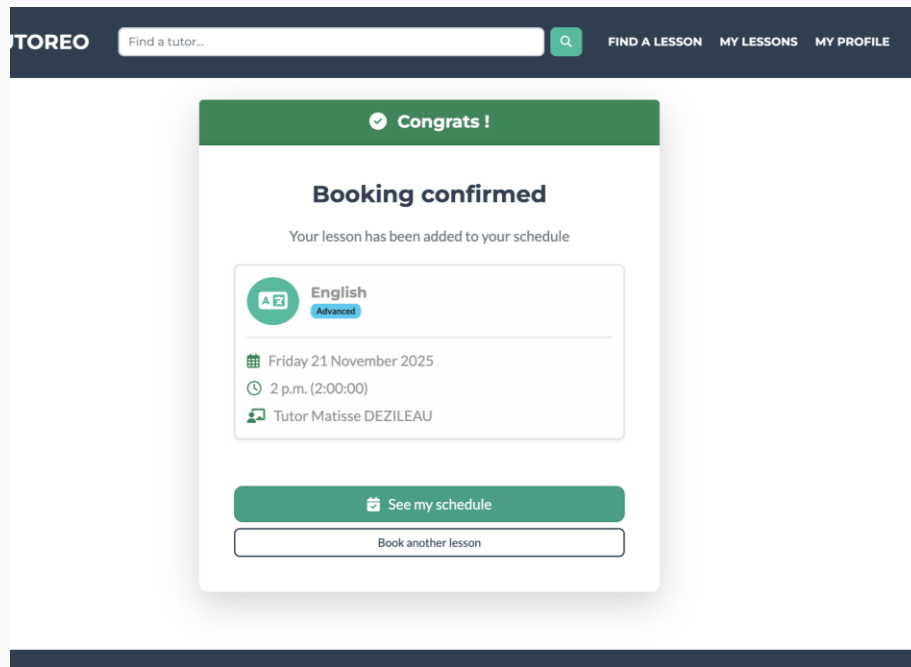 UTOREO Find a tutor... FIND A LESSON MY LESSONS MY PROFILE
Congrats !
Booking confirmed
Your lesson has been added to your schedule
English
Advanced
Friday 21 November 2025
2 p.m. (2:00:00)
Tutor Matisse DEZILEAU
See my schedule
Book another lesson